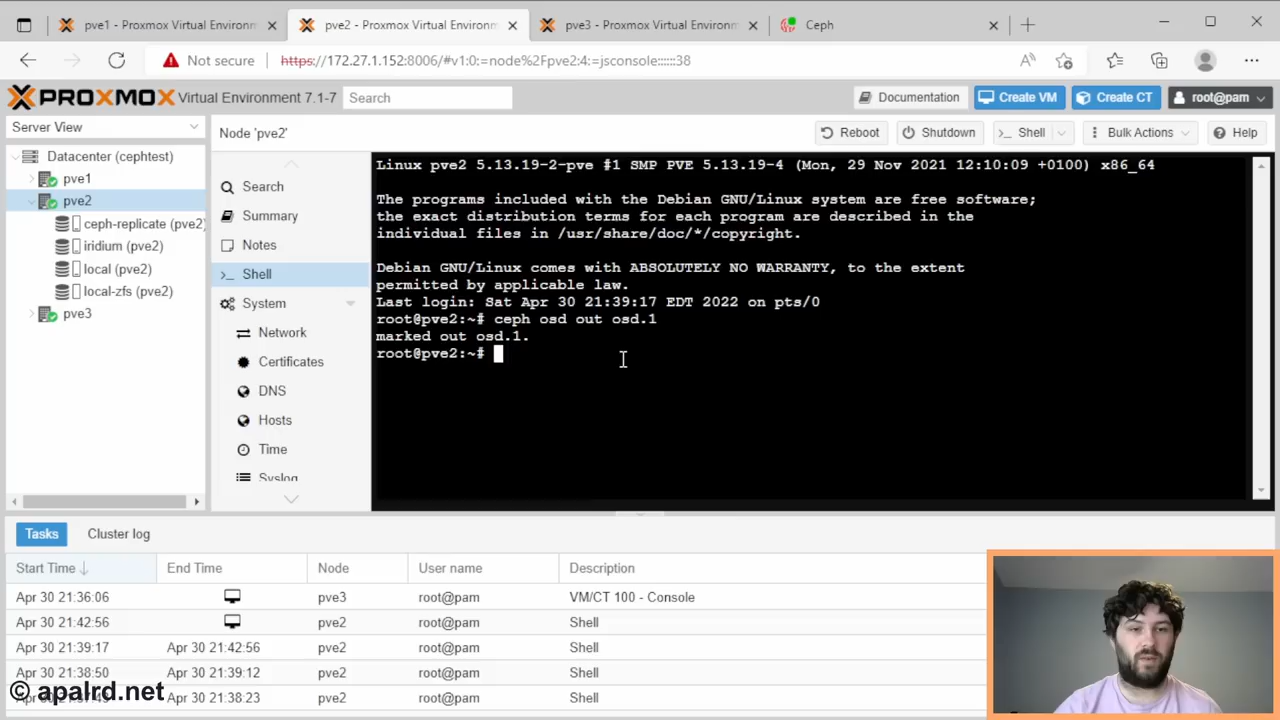 pve1 - Proxmox Virtual Environm
pve2 - Proxmox Virtual Environm
pve3 - Proxmox Virtual Environm
Ceph
Not secure
https://172.27.1.152:8006/#v1:0:=node%2Fpve2:4:=jsconsole::::::38
PROXMOX Virtual Environment 7.1-7
Search
Documentation
Create VM
Create CT
root@pam
Server View
Node 'pve2'
Reboot
Shutdown
Shell
Bulk Actions
Help
Datacenter (cephtest)
pve1
pve2
ceph-replicate (pve2)
iridium (pve2)
local (pve2)
local-zfs (pve2)
pve3
Search
Summary
Notes
Shell
System
Network
Certificates
DNS
Hosts
Time
Syslog
Linux pve2 5.13.19-2-pve #1 SMP PVE 5.13.19-4 (Mon, 29 Nov 2021 12:10:09 +0100) x86_64
The programs included with the Debian GNU/Linux system are free software;
the exact distribution terms for each program are described in the
individual files in /usr/share/doc/*/copyright.
Debian GNU/Linux comes with ABSOLUTELY NO WARRANTY, to the extent
permitted by applicable law.
Last login: Sat Apr 30 21:39:17 EDT 2022 on pts/0
root@pve2:~# ceph osd out osd.1
marked out osd.1.
root@pve2:~#
Tasks
Cluster log
Start Time End Time Node User name Description
Apr 30 21:36:06 pve3 root@pam VM/CT 100 - Console
Apr 30 21:42:56 pve2 root@pam Shell
Apr 30 21:39:17 Apr 30 21:42:56 pve2 root@pam Shell
Apr 30 21:38:50 Apr 30 21:39:12 pve2 root@pam Shell
Apr 30 21:38:23 pve2 root@pam Shell
© apalrd.net